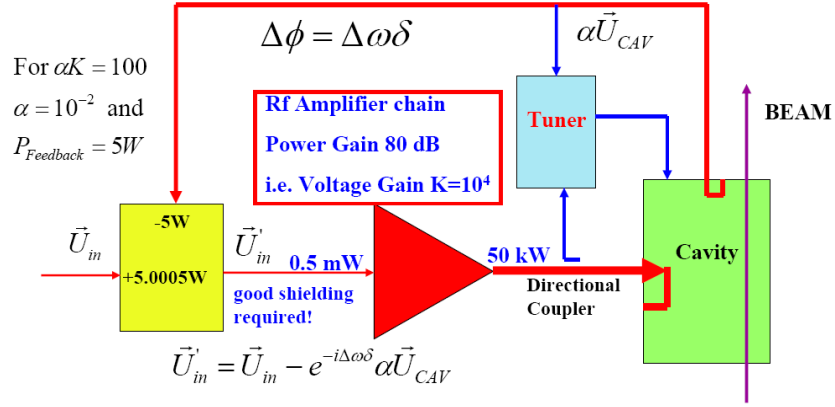 Δφ = Δωδ
αU⃗_CAV
For αK = 100
α = 10⁻² and
P_Feedback = 5W
Rf Amplifier chain
Power Gain 80 dB
i.e. Voltage Gain K=10⁴
Tuner
BEAM
-5W
U⃗_in
+5.0005W
U⃗'_in
0.5 mW
good shielding
required!
50 kW
Directional
Coupler
Cavity
U⃗'_in = U⃗_in − e^{−iΔωδ} αU⃗_CAV